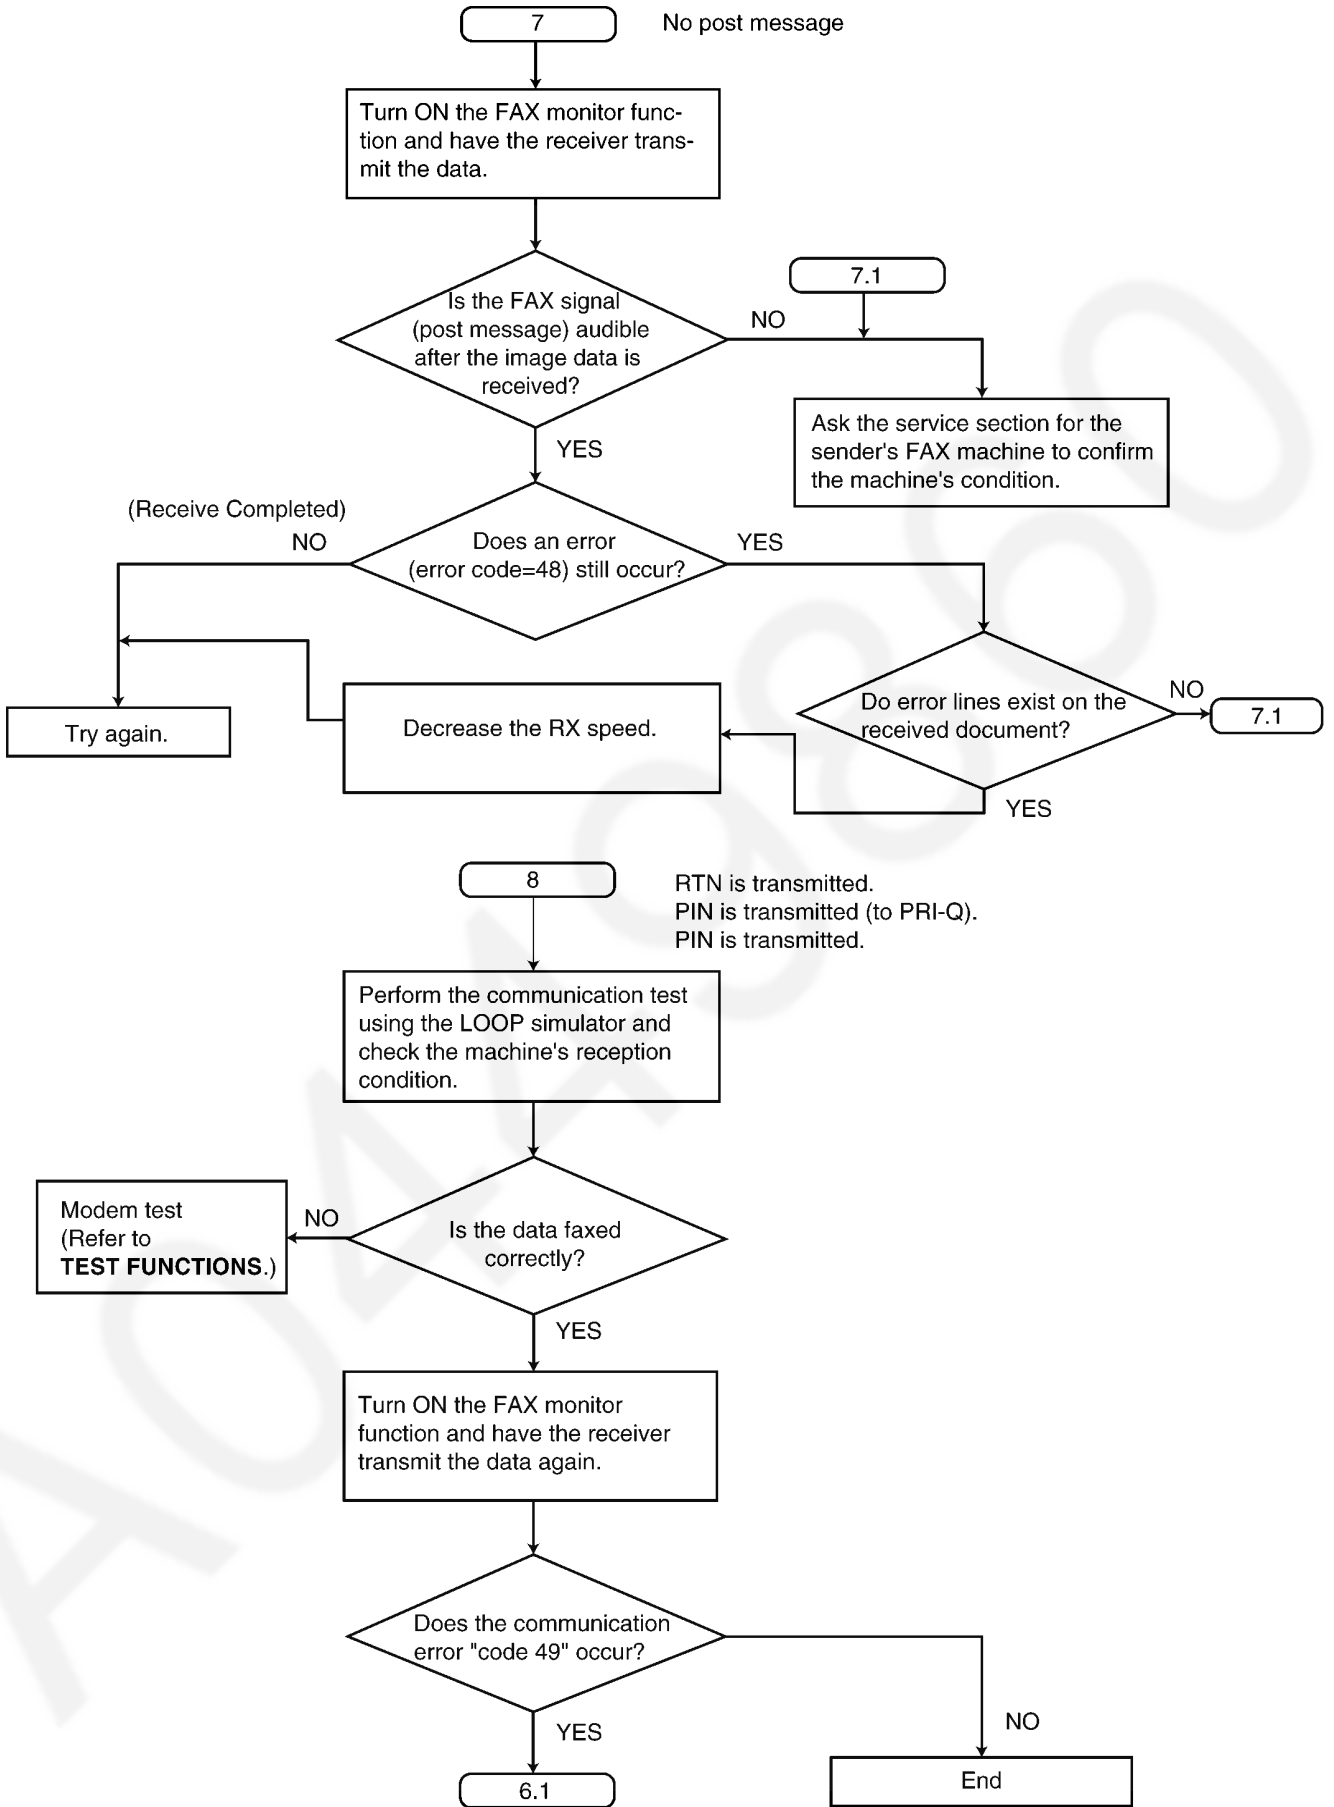 7
No post message
Turn ON the FAX monitor func-
tion and have the receiver trans-
mit the data.
7.1
Is the FAX signal
(post message) audible
after the image data is
received?
NO
YES
Ask the service section for the
sender's FAX machine to confirm
the machine's condition.
(Receive Completed)
NO
Does an error
(error code=48) still occur?
YES
Do error lines exist on the
received document?
NO
7.1
YES
Decrease the RX speed.
Try again.
8
RTN is transmitted.
PIN is transmitted (to PRI-Q).
PIN is transmitted.
Perform the communication test
using the LOOP simulator and
check the machine's reception
condition.
Modem test
(Refer to
TEST FUNCTIONS.)
NO
Is the data faxed
correctly?
YES
Turn ON the FAX monitor
function and have the receiver
transmit the data again.
Does the communication
error "code 49" occur?
YES
NO
6.1
End
A0449860